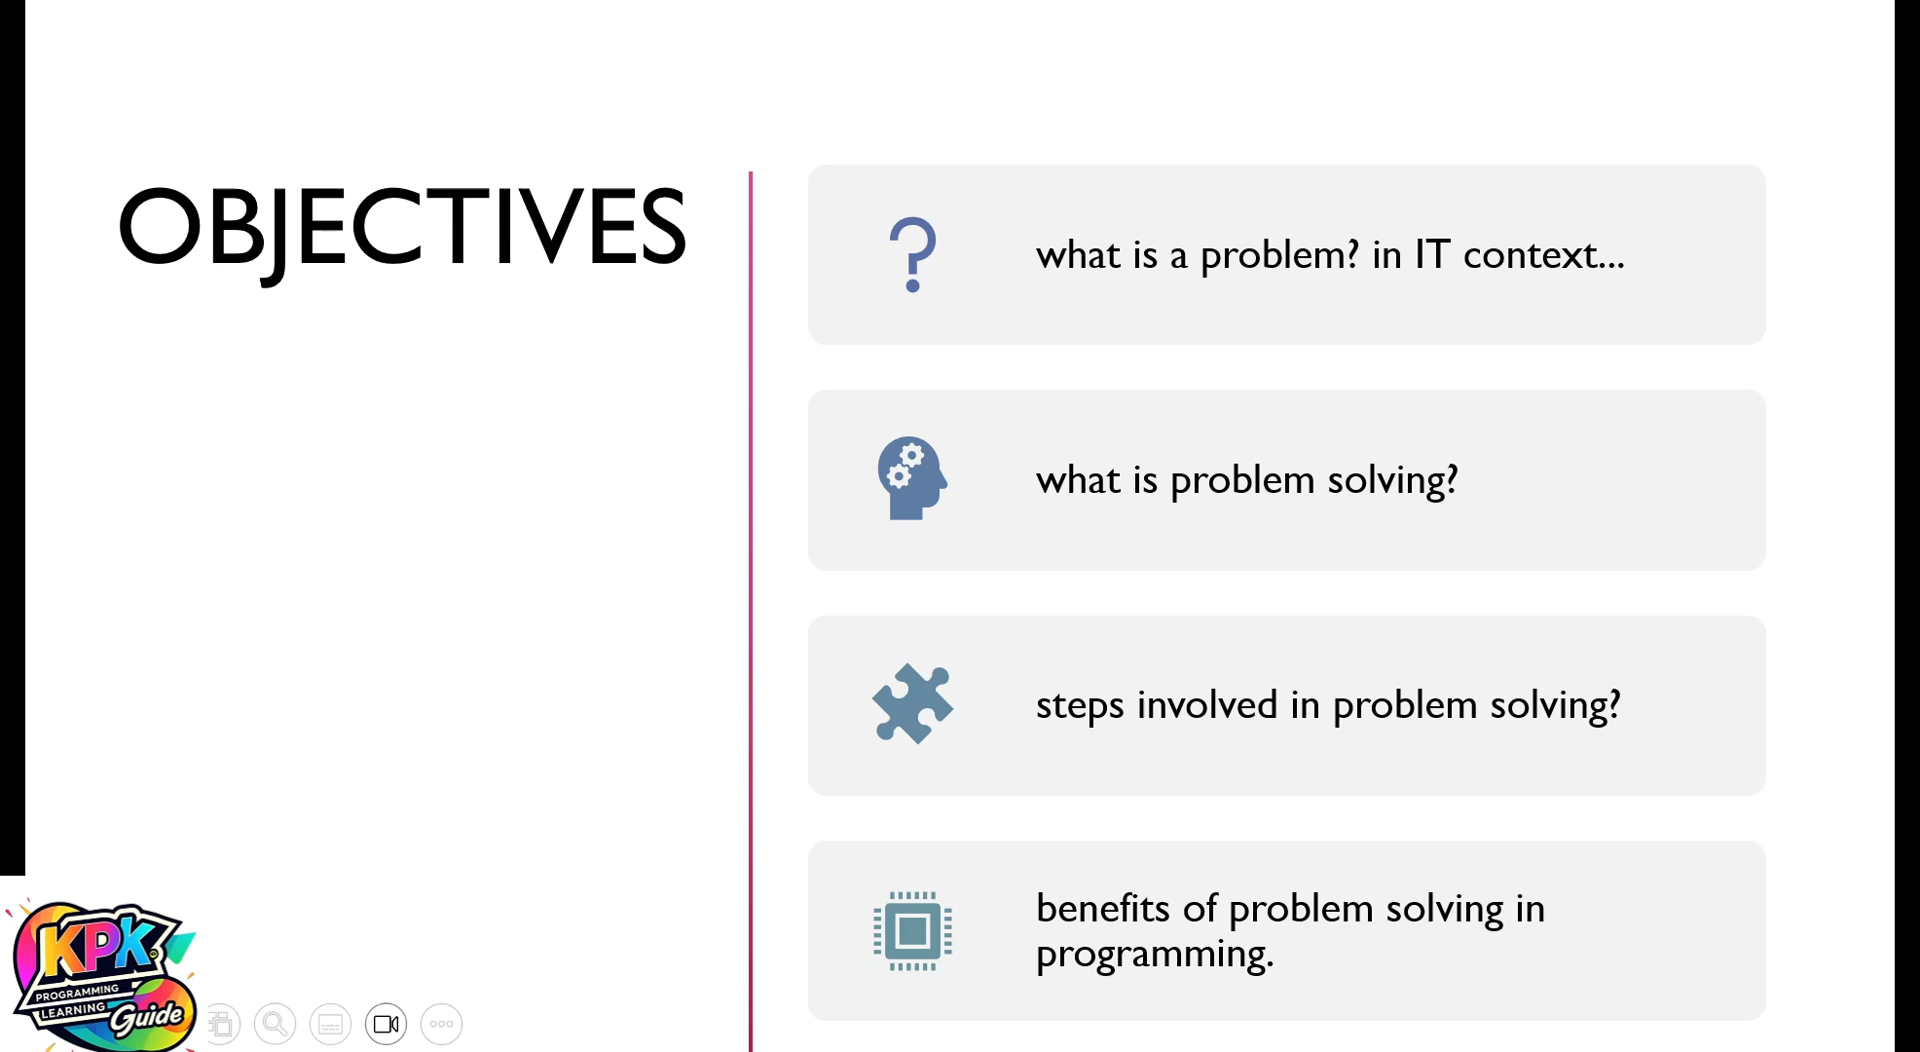 OBJECTIVES
what is a problem? in IT context...
what is problem solving?
steps involved in problem solving?
benefits of problem solving in
programming.
KPK
PROGRAMMING
LEARNING
Guide